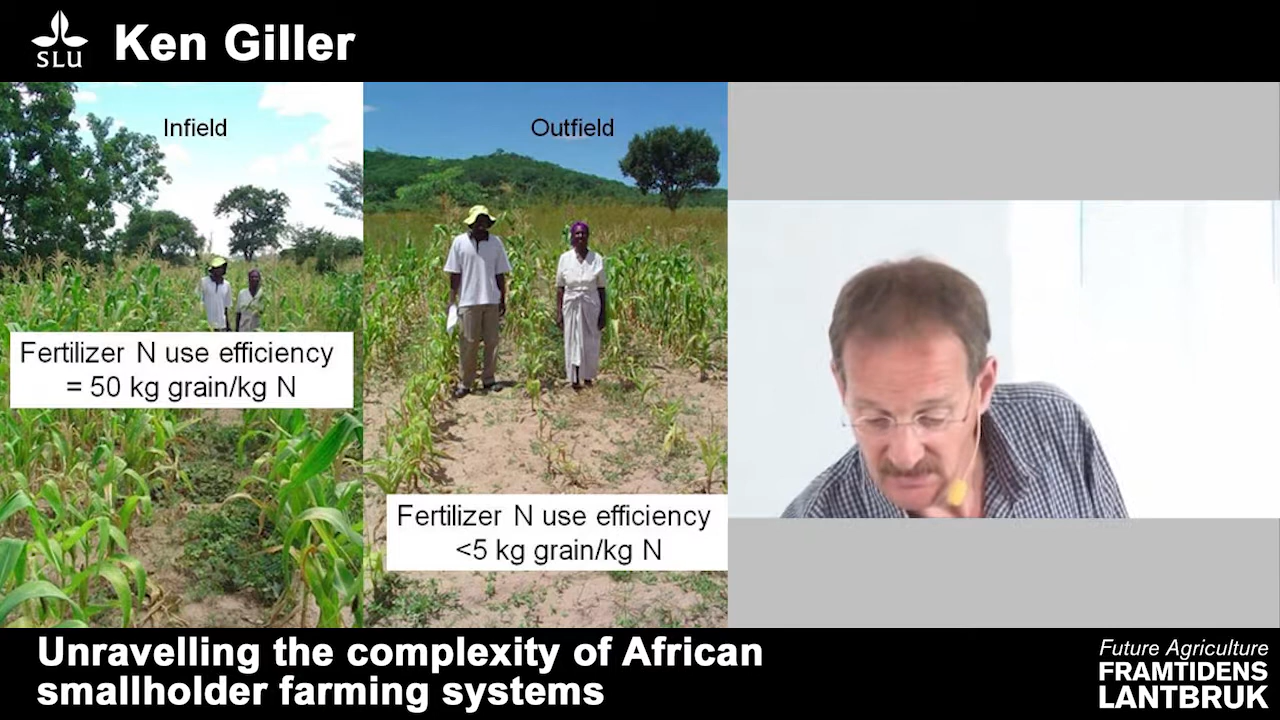 SLU
Ken Giller
Infield
Outfield
Fertilizer N use efficiency
= 50 kg grain/kg N
Fertilizer N use efficiency
<5 kg grain/kg N
Unravelling the complexity of African
smallholder farming systems
Future Agriculture
FRAMTIDENS
LANTBRUK